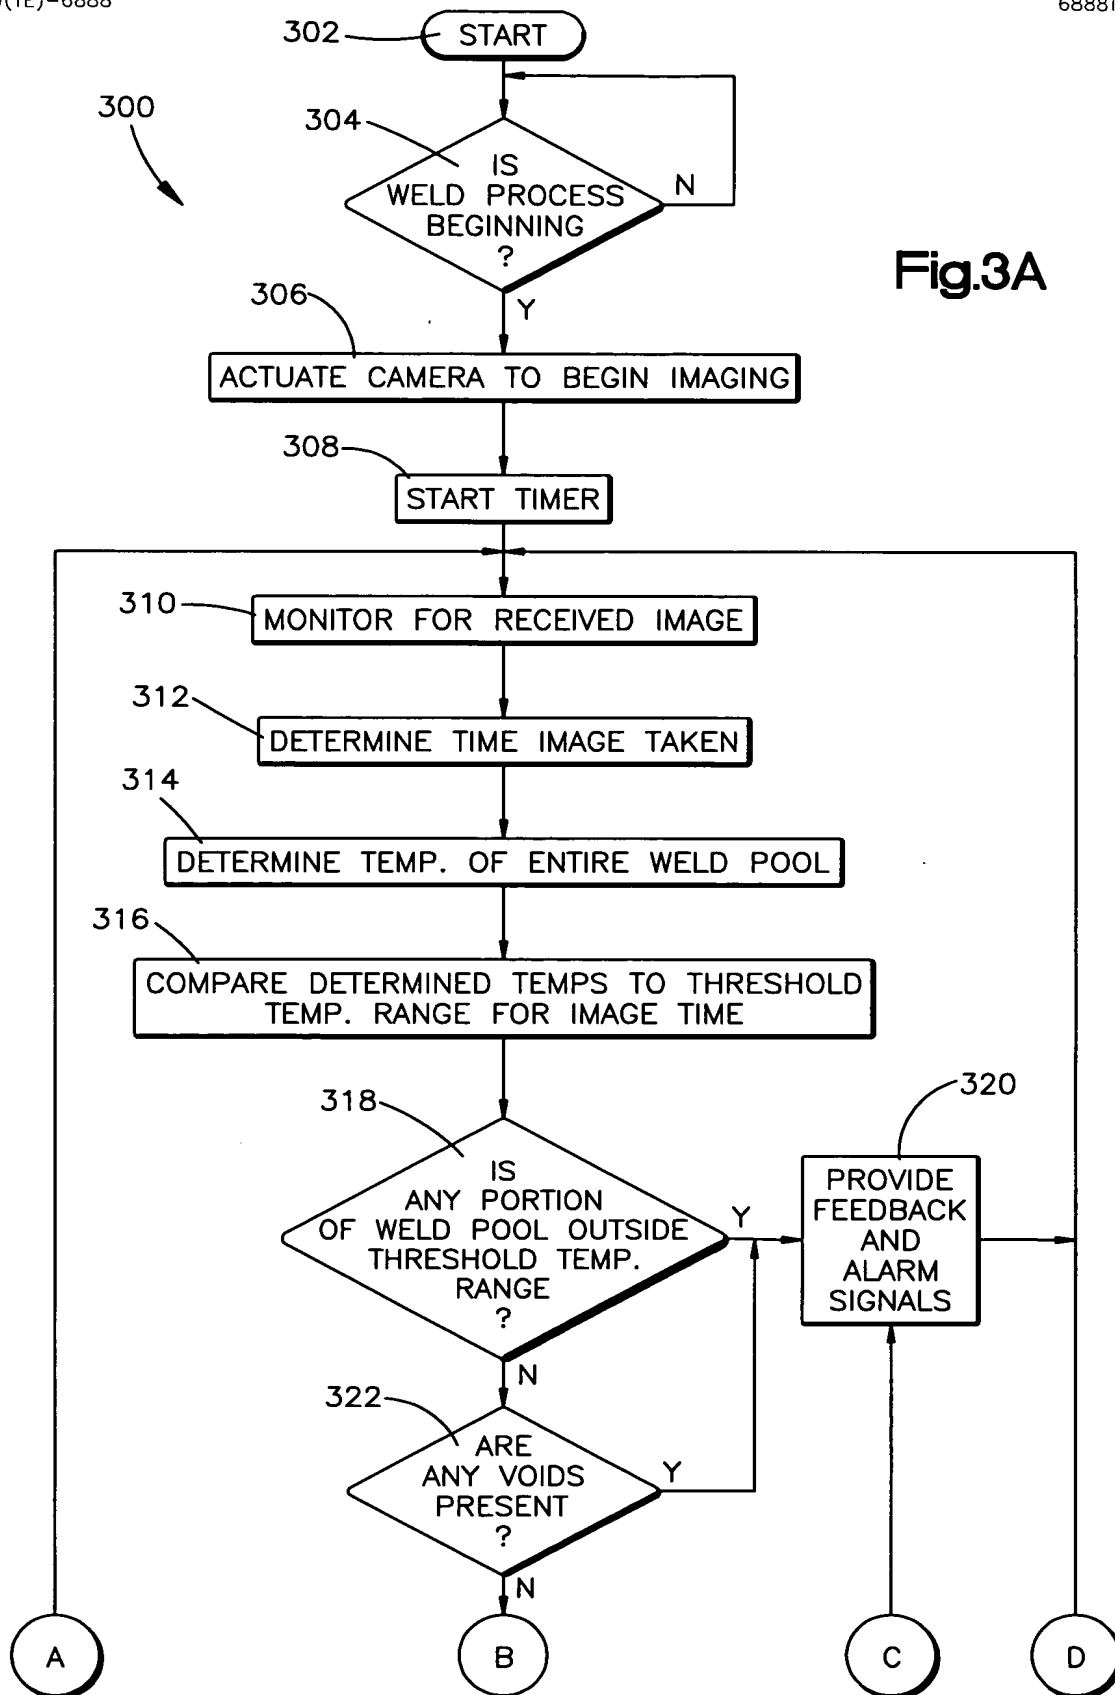 302
START
300
304
IS
WELD PROCESS
BEGINNING
?
N
Fig.3A
Y
306
ACTUATE CAMERA TO BEGIN IMAGING
308
START TIMER
310
MONITOR FOR RECEIVED IMAGE
312
DETERMINE TIME IMAGE TAKEN
314
DETERMINE TEMP. OF ENTIRE WELD POOL
316
COMPARE DETERMINED TEMPS TO THRESHOLD
TEMP. RANGE FOR IMAGE TIME
318
IS
ANY PORTION
OF WELD POOL OUTSIDE
THRESHOLD TEMP.
RANGE
?
Y
320
PROVIDE
FEEDBACK
AND
ALARM
SIGNALS
N
322
ARE
ANY VOIDS
PRESENT
?
Y
N
A
B
C
D